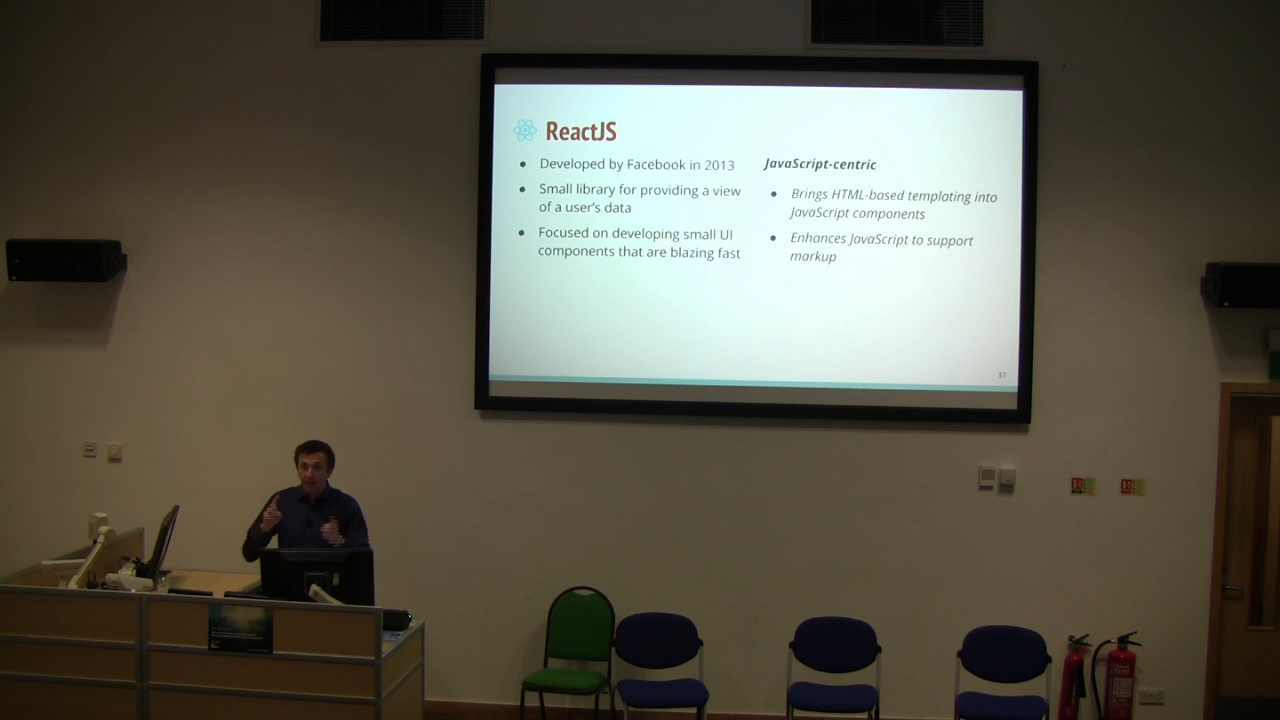 ReactJS
Developed by Facebook in 2013
Small library for providing a view
of a user's data
Focused on developing small UI
components that are blazing fast
JavaScript-centric
Brings HTML-based templating into
JavaScript components
Enhances JavaScript to support
markup
37